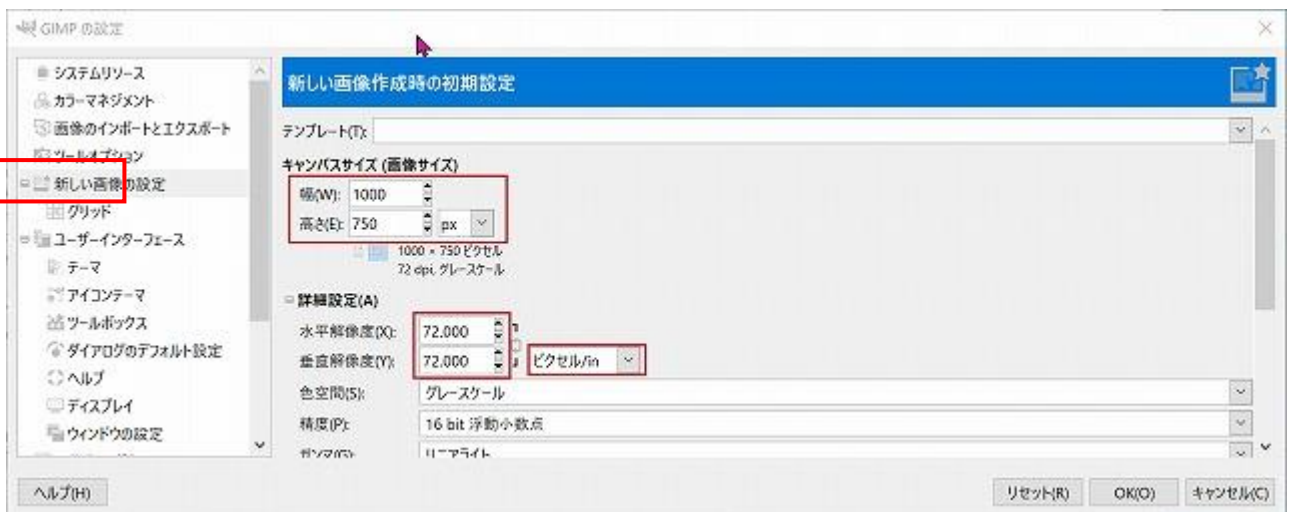 GIMP の設定
システムリソース
カラーマネジメント
画像のインポートとエクスポート
ツールオプション
新しい画像の設定
グリッド
ユーザーインターフェース
テーマ
アイコンテーマ
ツールボックス
ダイアログのデフォルト設定
ヘルプ
ディスプレイ
ウィンドウの設定
新しい画像作成時の初期設定
テンプレート(T):
キャンバスサイズ (画像サイズ)
幅(W): 1000
高さ(E): 750 px
1000 × 750 ピクセル
72 dpi, グレースケール
詳細設定(A)
水平解像度(X): 72.000
垂直解像度(Y): 72.000 ピクセル/in
色空間(S): グレースケール
精度(P): 16 bit 浮動小数点
ガンマ(G): リニアライト
ヘルプ(H) リセット(R) OK(O) キャンセル(C)